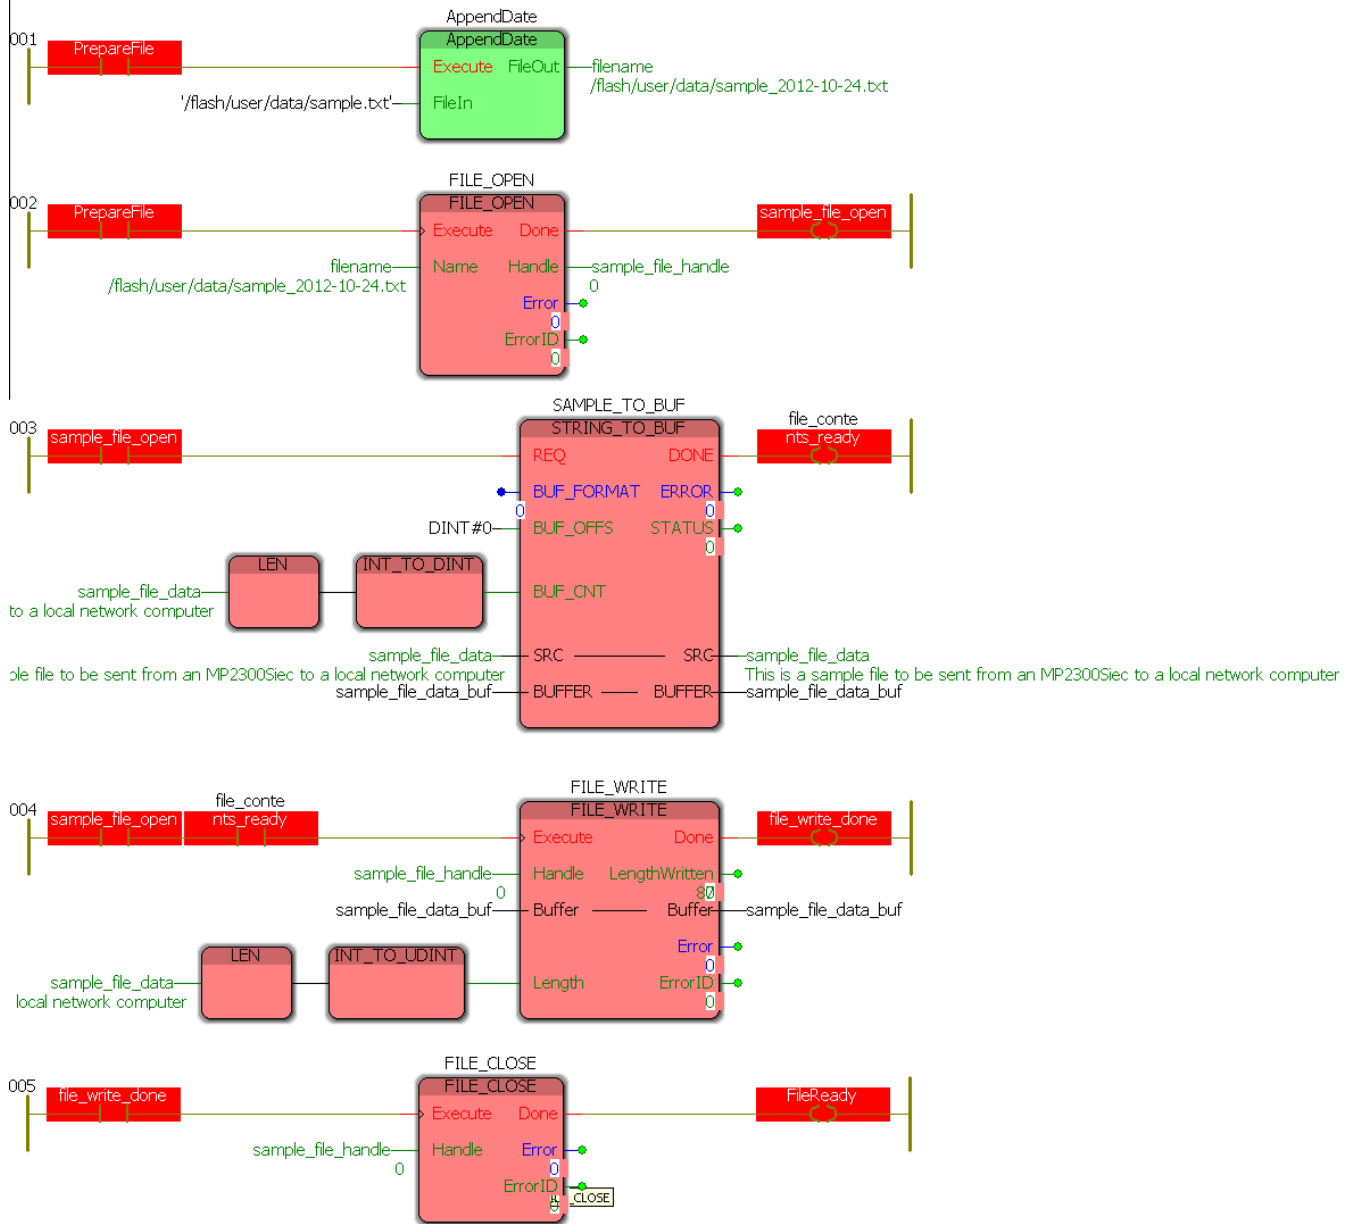 AppendDate
001
PrepareFile
AppendDate
Execute FileOut
filename
/flash/user/data/sample_2012-10-24.txt
'/flash/user/data/sample.txt'
FileIn
FILE_OPEN
002
PrepareFile
FILE_OPEN
sample_file_open
Execute Done
filename
Name Handle
sample_file_handle
/flash/user/data/sample_2012-10-24.txt
0
Error
0
ErrorID
0
SAMPLE_TO_BUF
003
sample_file_open
STRING_TO_BUF
file_conte
nts_ready
REQ DONE
BUF_FORMAT ERROR
0
0
DINT#0
BUF_OFFS STATUS
0
LEN
INT_TO_DINT
sample_file_data
BUF_CNT
to a local network computer
sample_file_data
SRC SRC
sample_file_data
ple file to be sent from an MP2300Siec to a local network computer
This is a sample file to be sent from an MP2300Siec to a local network computer
sample_file_data_buf
BUFFER BUFFER
sample_file_data_buf
FILE_WRITE
004
sample_file_open
file_conte
nts_ready
FILE_WRITE
file_write_done
Execute Done
sample_file_handle
Handle LengthWritten
0
sample_file_data_buf
Buffer Buffer
sample_file_data_buf
Error
0
LEN
INT_TO_UDINT
sample_file_data
Length ErrorID
local network computer
0
FILE_CLOSE
005
file_write_done
FILE_CLOSE
FileReady
Execute Done
sample_file_handle
Handle Error
0
0
ErrorID
_CLOSE